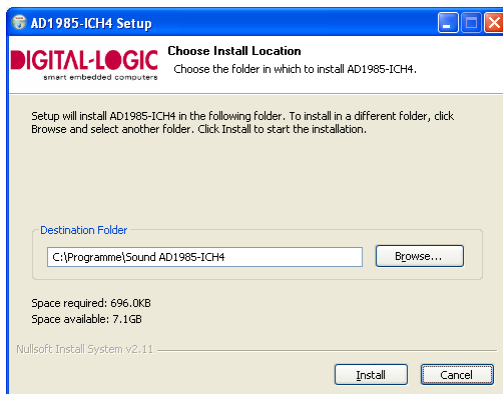 AD1985-ICH4 Setup
DIGITAL-LOGIC
smart embedded computers
Choose Install Location
Choose the folder in which to install AD1985-ICH4.
Setup will install AD1985-ICH4 in the following folder. To install in a different folder, click
Browse and select another folder. Click Install to start the installation.
Destination Folder
C:\Programme\Sound AD1985-ICH4
Browse...
Space required: 696.0KB
Space available: 7.1GB
Nullsoft Install System v2.11
Install
Cancel